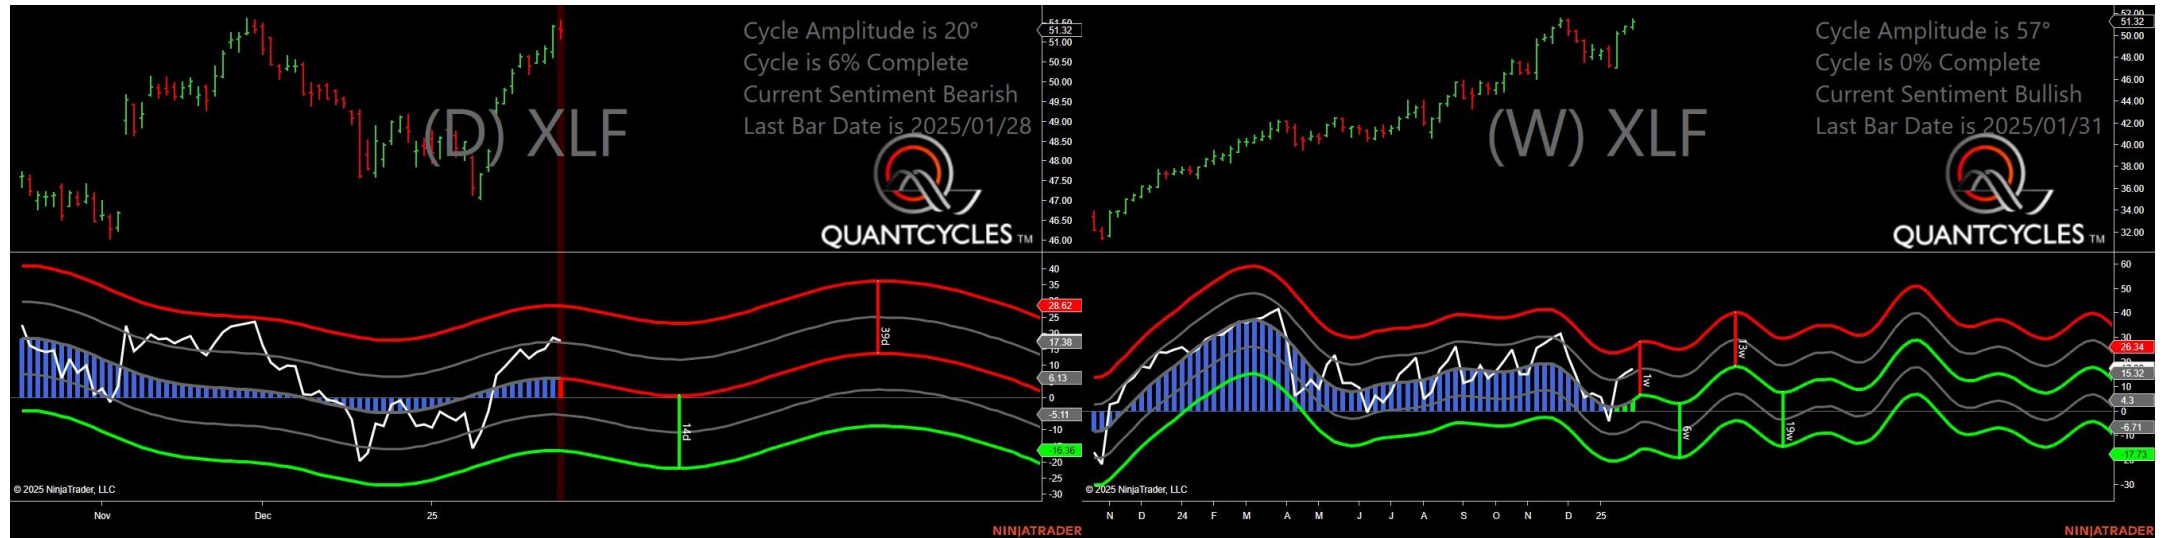 Cycle Amplitude is 20°
Cycle is 6% Complete
Current Sentiment Bearish
Last Bar Date is 2025/01/28
(D) XLF
QUANTCYCLES TM
51.50
51.32
51.00
50.50
50.00
49.50
49.00
48.50
48.00
47.50
47.00
46.50
46.00
40
35
28.62
25
20
17.38
15
6.13
0
-5.11
-10
-16.36
-20
-25
-30
39d
14d
© 2025 NinjaTrader, LLC
Nov Dec 25
NINJATRADER
Cycle Amplitude is 57°
Cycle is 0% Complete
Current Sentiment Bullish
Last Bar Date is 2025/01/31
(W) XLF
QUANTCYCLES TM
52.00
51.32
50.00
48.00
46.00
44.00
42.00
40.00
38.00
36.00
34.00
32.00
60
50
40
30
26.34
15.32
10
4.3
0
-6.71
-10
-17.73
-30
1w
13w
6w
19w
© 2025 NinjaTrader, LLC
N D 24 F M A M J J A S O N D 25
NINJATRADER